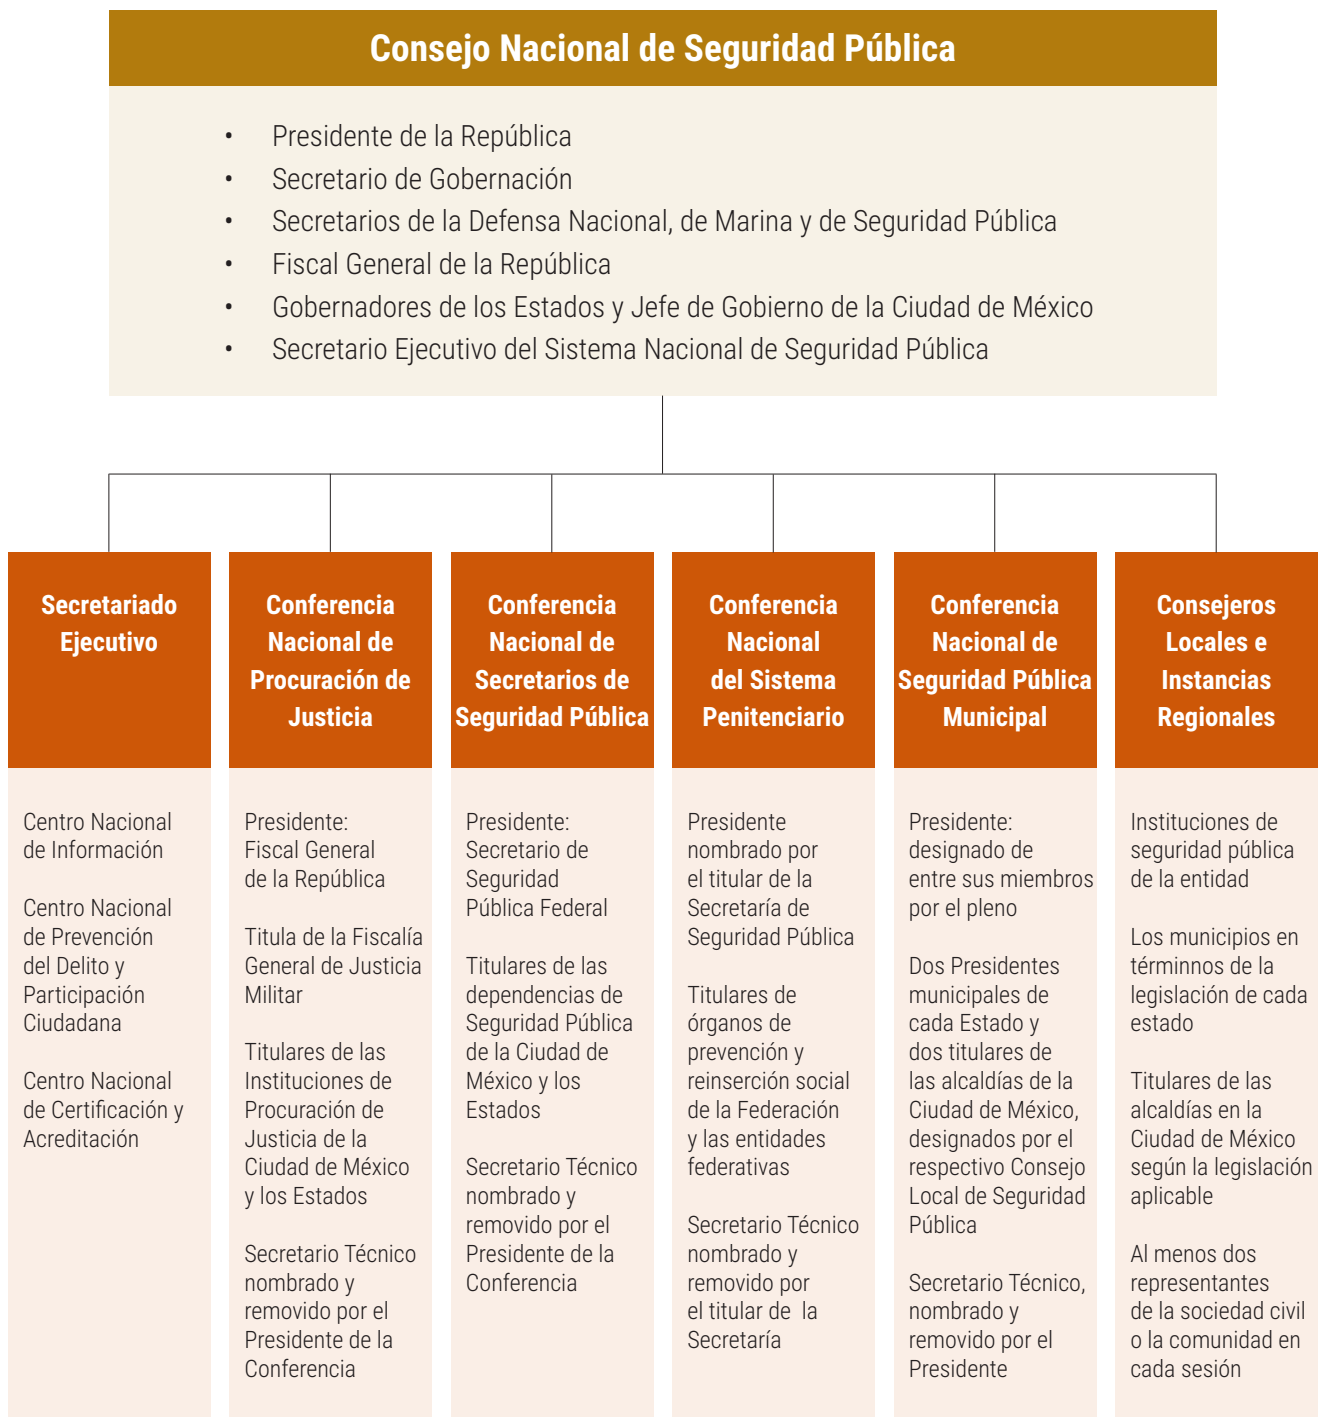 Consejo Nacional de Seguridad Pública
• Presidente de la República
• Secretario de Gobernación
• Secretarios de la Defensa Nacional, de Marina y de Seguridad Pública
• Fiscal General de la República
• Gobernadores de los Estados y Jefe de Gobierno de la Ciudad de México
• Secretario Ejecutivo del Sistema Nacional de Seguridad Pública
Secretariado
Ejecutivo
Centro Nacional
de Información
Centro Nacional
de Prevención
del Delito y
Participación
Ciudadana
Centro Nacional
de Certificación y
Acreditación
Conferencia
Nacional de
Procuración de
Justicia
Presidente:
Fiscal General
de la República
Titula de la Fiscalía
General de Justicia
Militar
Titulares de las
Instituciones de
Procuración de
Justicia de la
Ciudad de México
y los Estados
Secretario Técnico
nombrado y
removido por el
Presidente de la
Conferencia
Conferencia
Nacional de
Secretarios de
Seguridad Pública
Presidente:
Secretario de
Seguridad
Pública Federal
Titulares de las
dependencias de
Seguridad Pública
de la Ciudad de
México y los
Estados
Secretario Técnico
nombrado y
removido por el
Presidente de la
Conferencia
Conferencia
Nacional
del Sistema
Penitenciario
Presidente
nombrado por
el titular de la
Secretaría de
Seguridad Pública
Titulares de
órganos de
prevención y
reinserción social
de la Federación
y las entidades
federativas
Secretario Técnico
nombrado y
removido por
el titular de la
Secretaría
Conferencia
Nacional de
Seguridad Pública
Municipal
Presidente:
designado de
entre sus miembros
por el pleno
Dos Presidentes
municipales de
cada Estado y
dos titulares de
las alcaldías de la
Ciudad de México,
designados por el
respectivo Consejo
Local de Seguridad
Pública
Secretario Técnico,
nombrado y
removido por el
Presidente
Consejeros
Locales e
Instancias
Regionales
Instituciones de
seguridad pública
de la entidad
Los municipios en
términnos de la
legislación de cada
estado
Titulares de las
alcaldías en la
Ciudad de México
según la legislación
aplicable
Al menos dos
representantes
de la sociedad civil
o la comunidad en
cada sesión